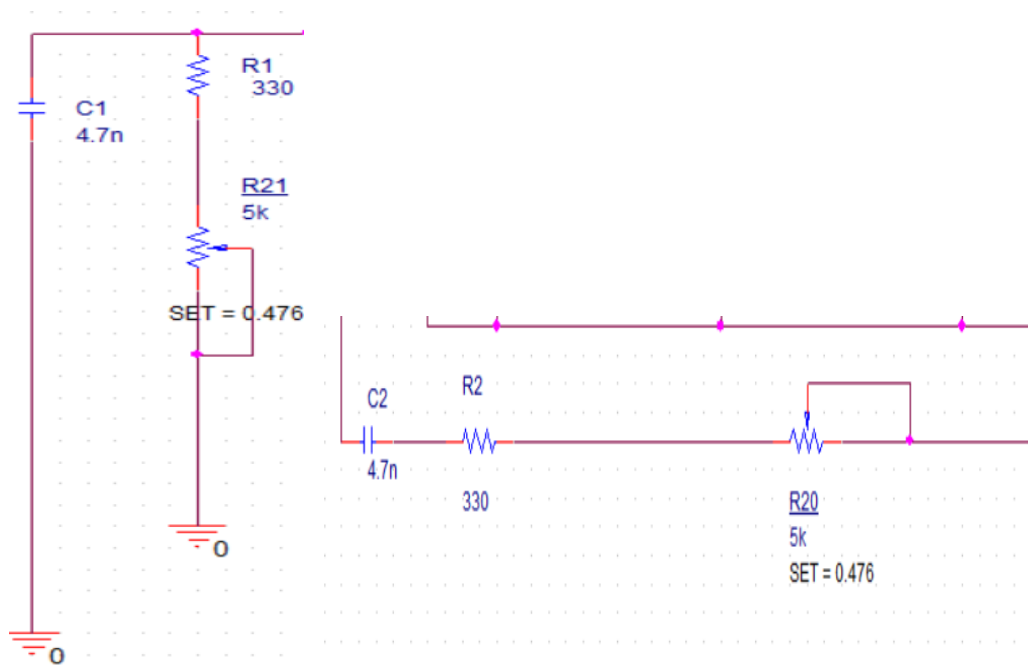 R1
330
C1
4.7n
R21
5k
SET = 0.476
0
0
C2
4.7n
R2
330
R20
5k
SET = 0.476